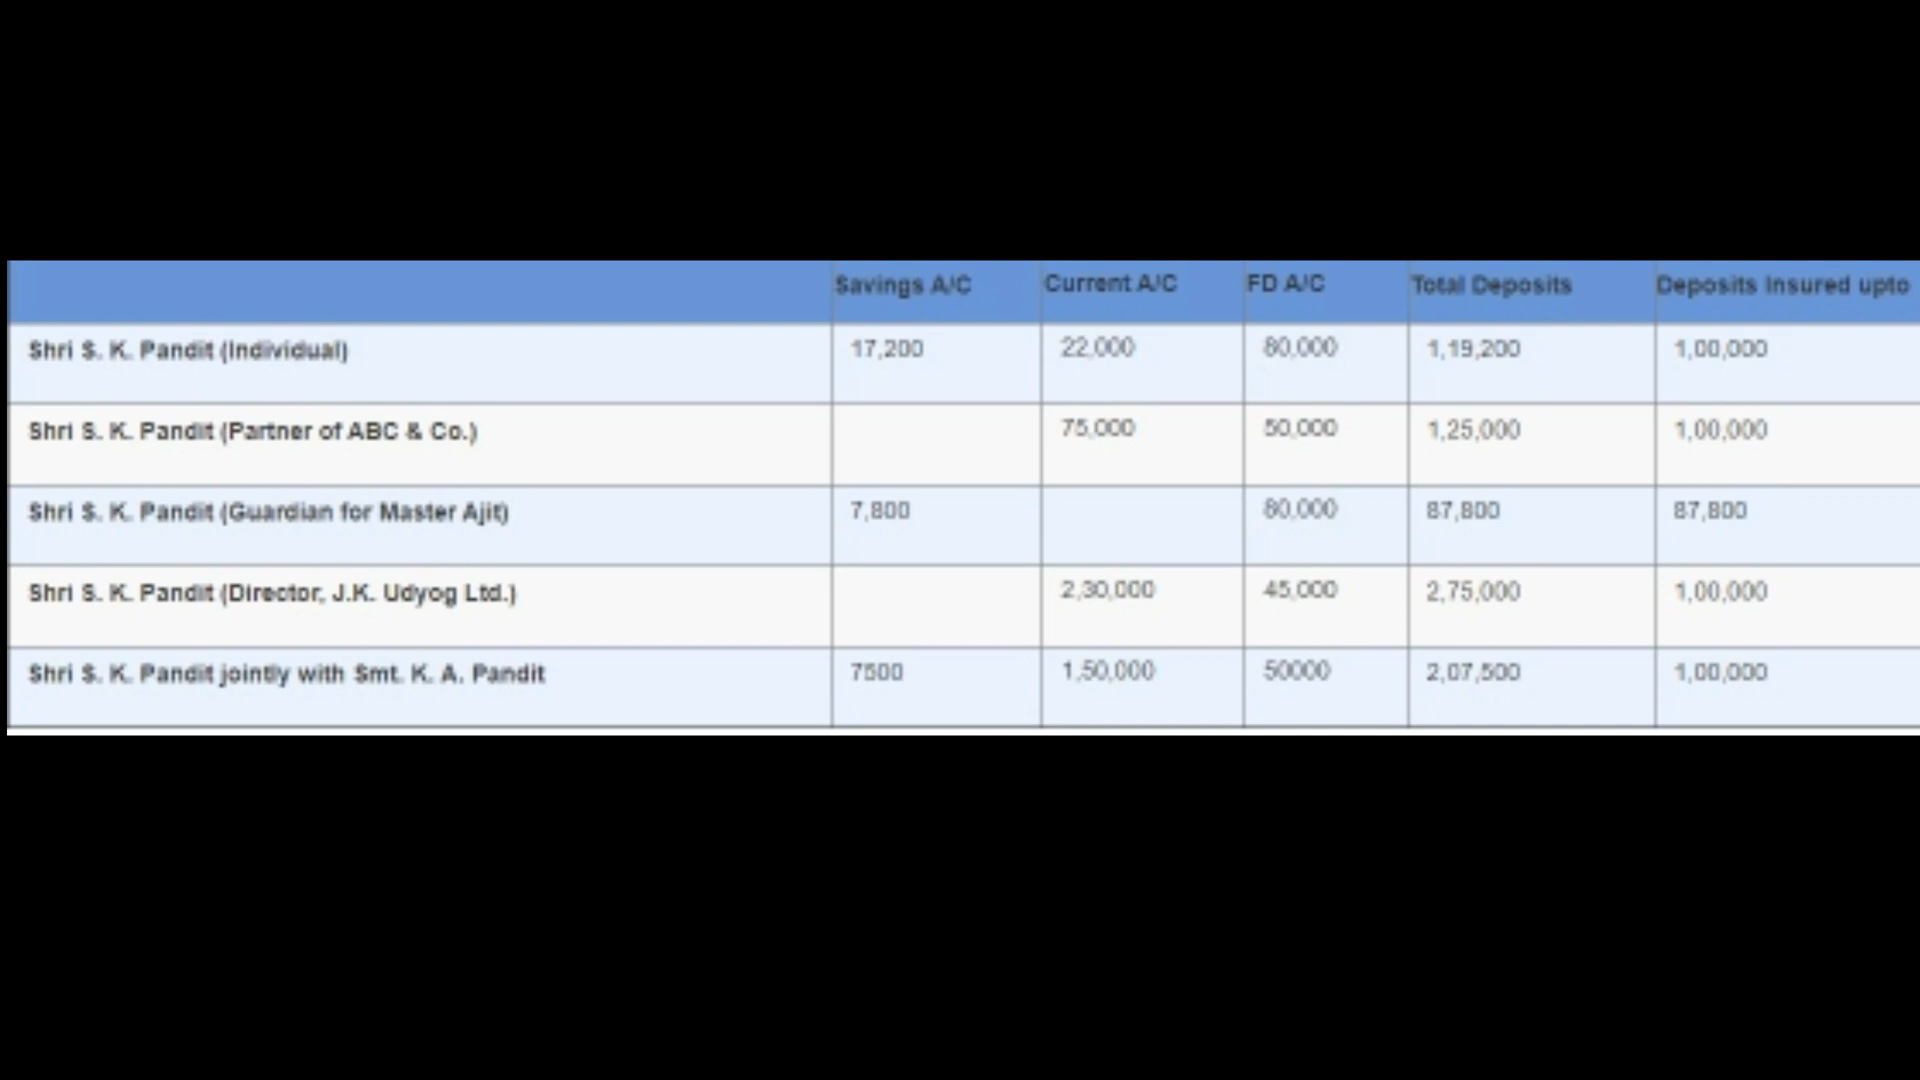 Savings A/C Current A/C FD A/C Total Deposits Deposits Insured upto
Shri S. K. Pandit (Individual) 17,200 22,000 80,000 1,19,200 1,00,000
Shri S. K. Pandit (Partner of ABC & Co.) 75,000 50,000 1,25,000 1,00,000
Shri S. K. Pandit (Guardian for Master Ajit) 7,800 80,000 87,800 87,800
Shri S. K. Pandit (Director, J.K. Udyog Ltd.) 2,30,000 45,000 2,75,000 1,00,000
Shri S. K. Pandit jointly with Smt. K. A. Pandit 7500 1,50,000 50000 2,07,500 1,00,000